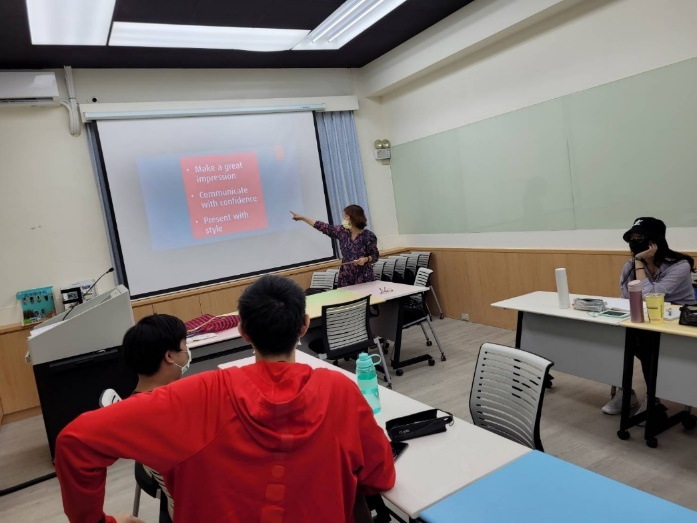 • Make a great
impression
• Communicate
with confidence
• Present with
style